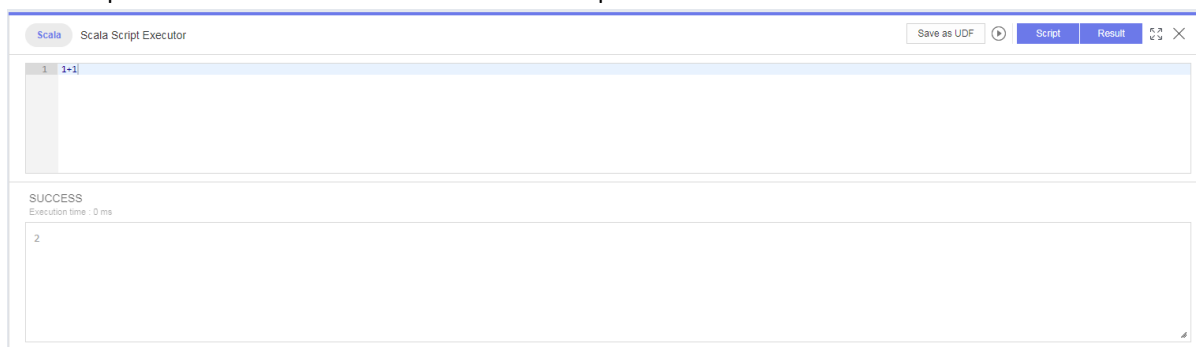 Scala Scala Script Executor Save as UDF Script Result
1 1+1
SUCCESS
Execution time : 0 ms
2